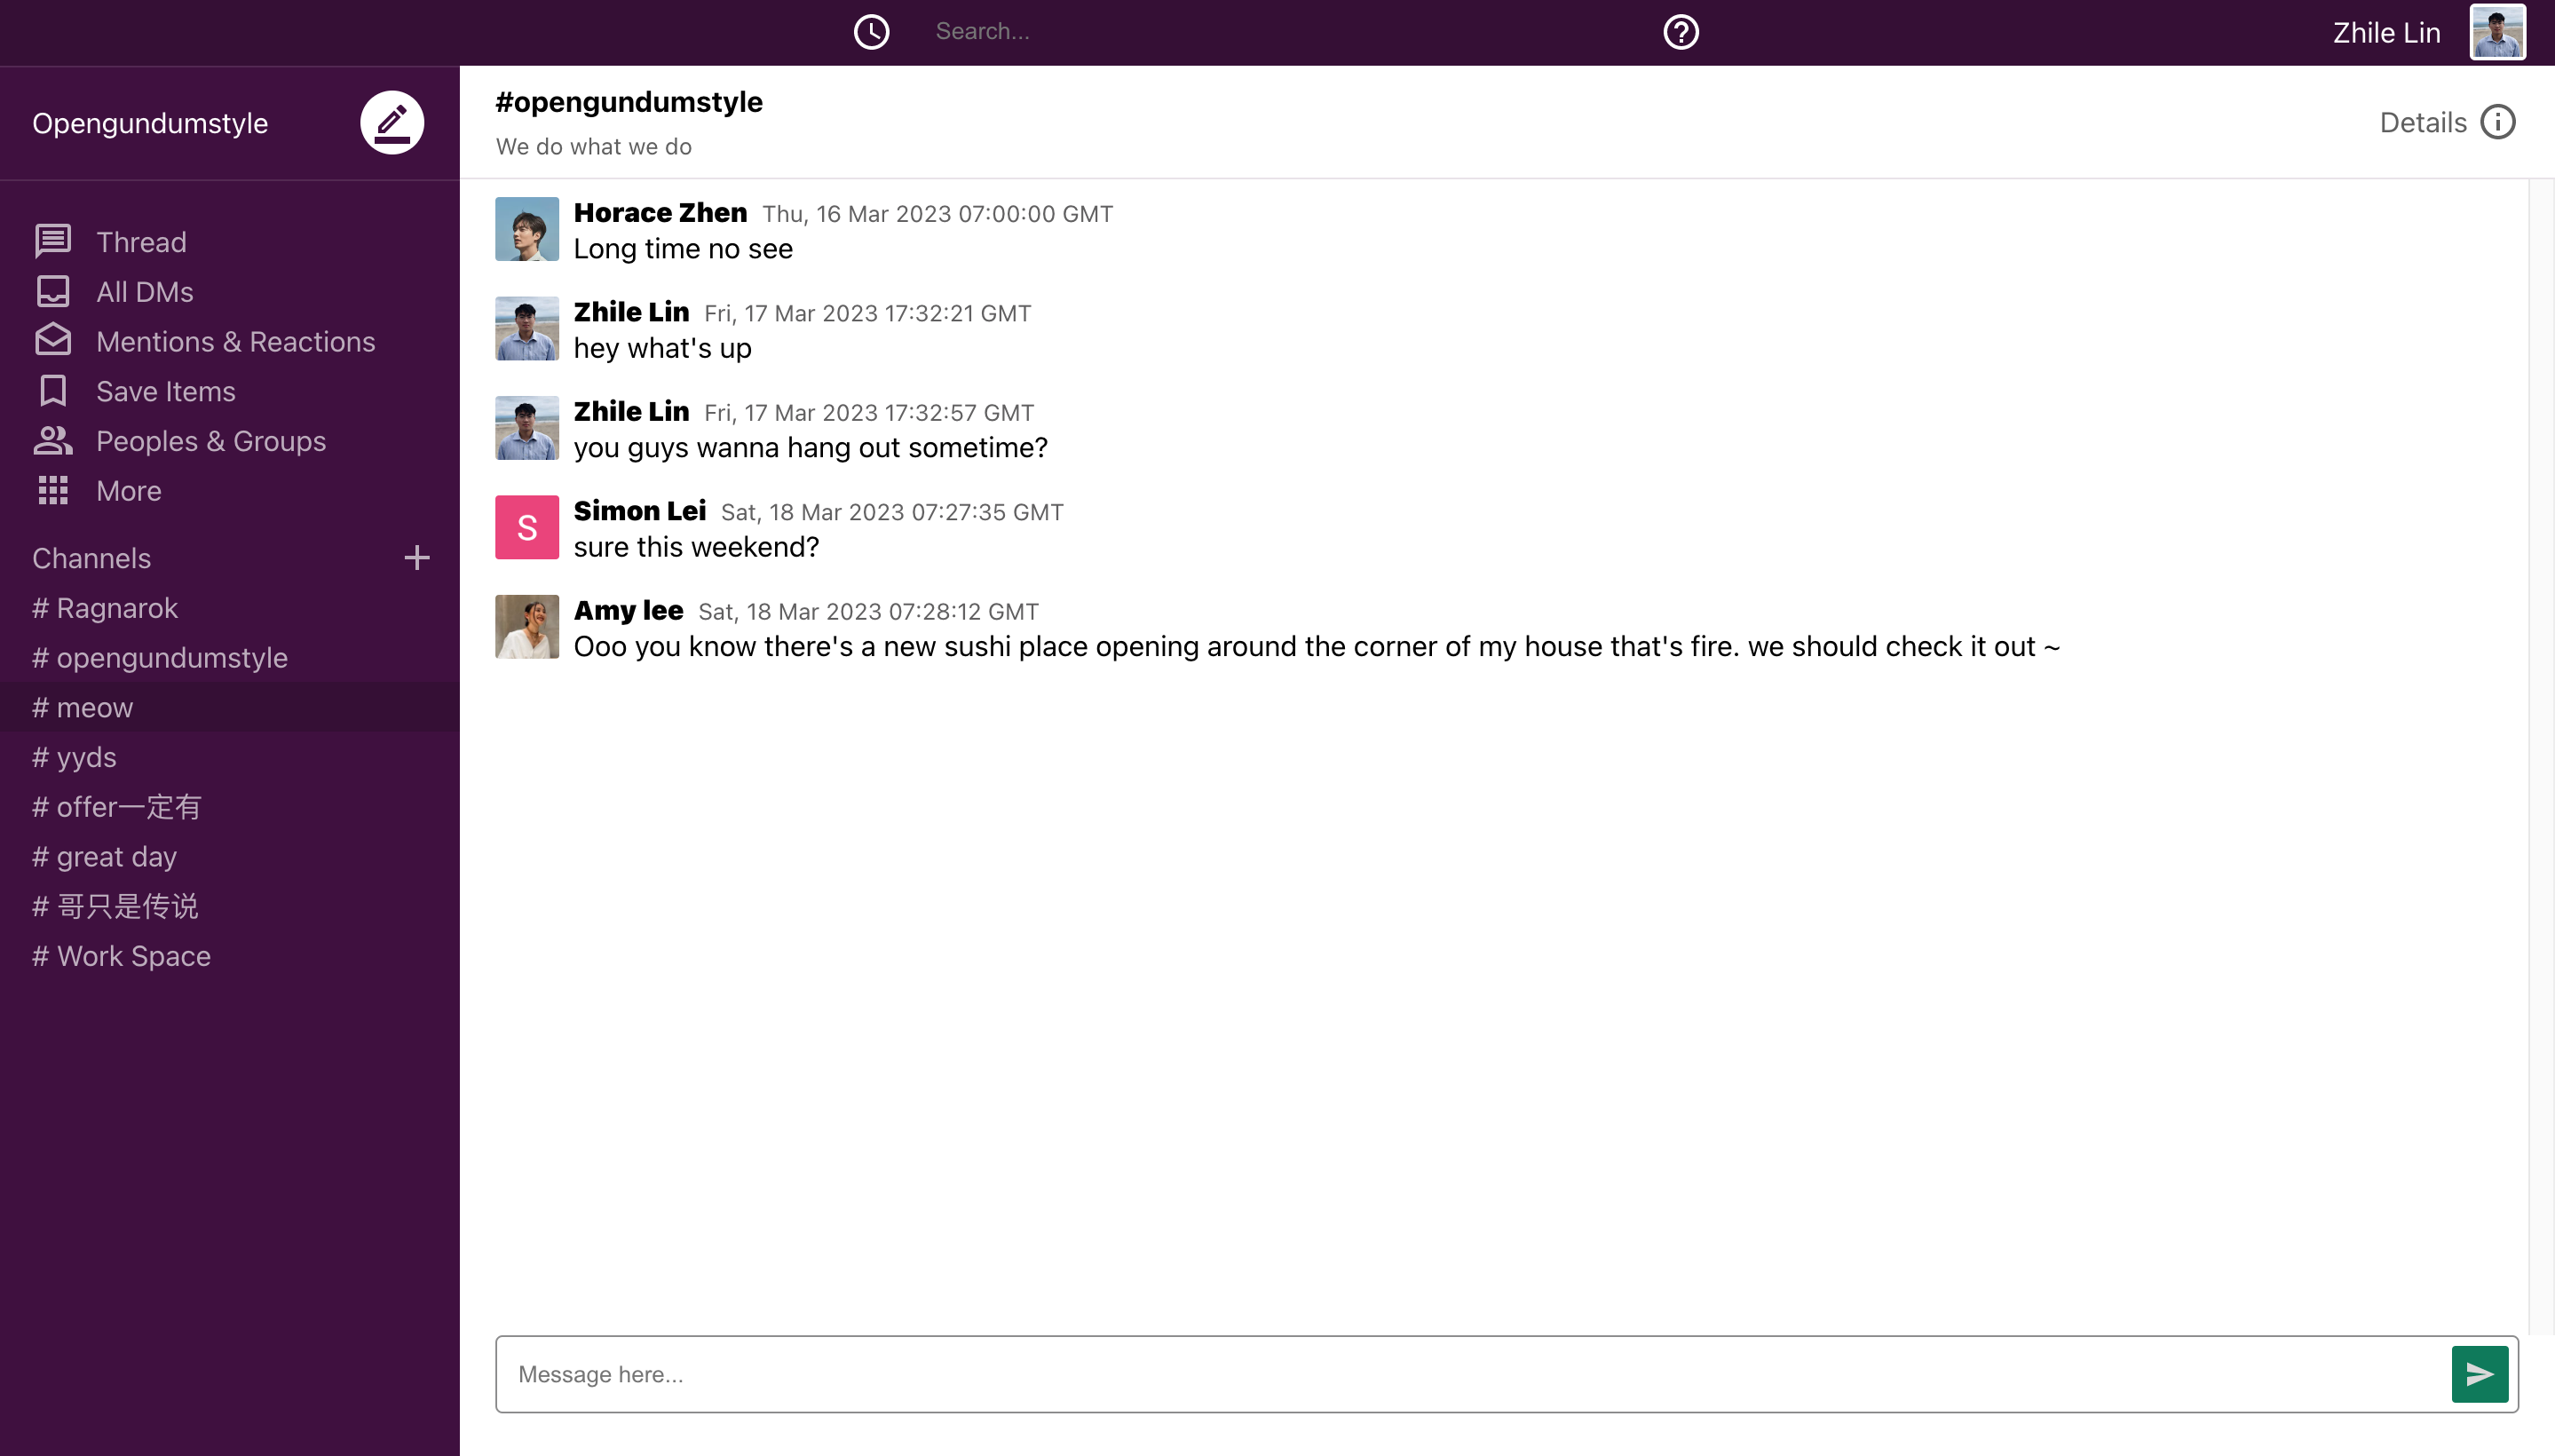 Search...
Zhile Lin
Opengundumstyle
Thread
All DMs
Mentions & Reactions
Save Items
Peoples & Groups
More
Channels
# Ragnarok
# opengundumstyle
# meow
# yyds
# offer一定有
# great day
# 哥只是传说
# Work Space
#opengundumstyle
We do what we do
Details
Horace Zhen Thu, 16 Mar 2023 07:00:00 GMT
Long time no see
Zhile Lin Fri, 17 Mar 2023 17:32:21 GMT
hey what's up
Zhile Lin Fri, 17 Mar 2023 17:32:57 GMT
you guys wanna hang out sometime?
S
Simon Lei Sat, 18 Mar 2023 07:27:35 GMT
sure this weekend?
Amy lee Sat, 18 Mar 2023 07:28:12 GMT
Ooo you know there's a new sushi place opening around the corner of my house that's fire. we should check it out ~
Message here...